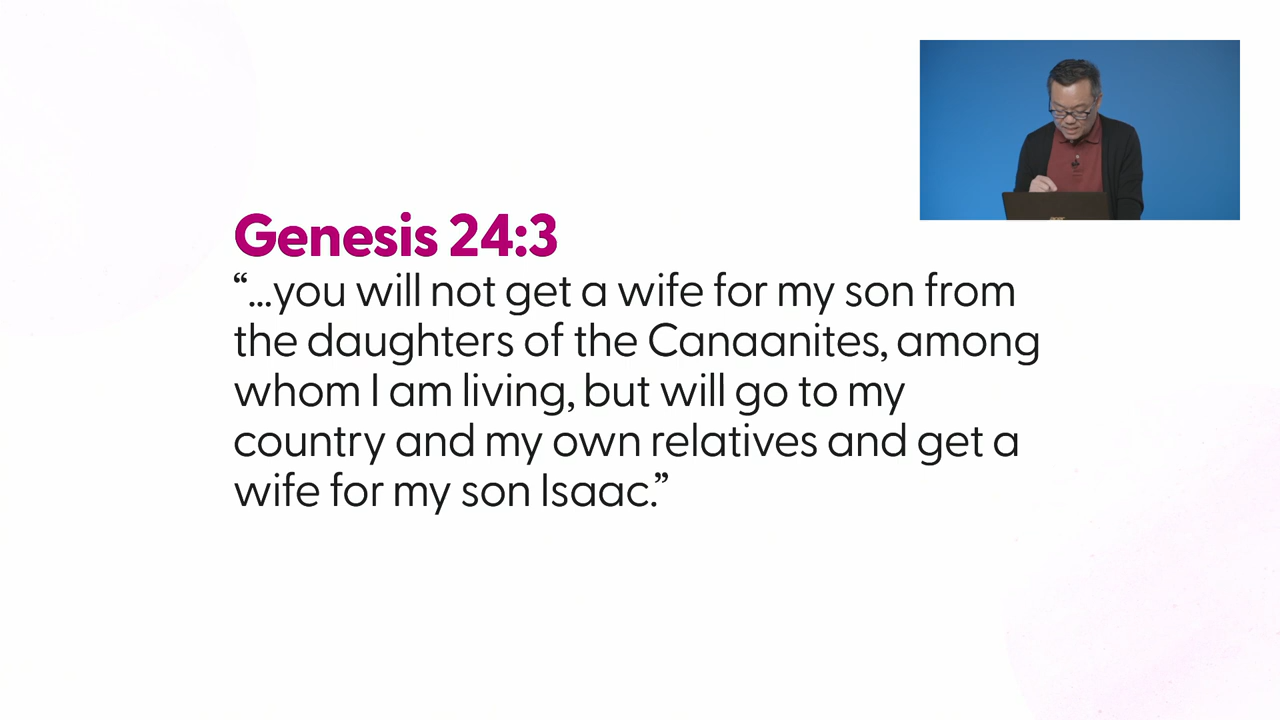 Genesis 24:3
“...you will not get a wife for my son from
the daughters of the Canaanites, among
whom I am living, but will go to my
country and my own relatives and get a
wife for my son Isaac.”